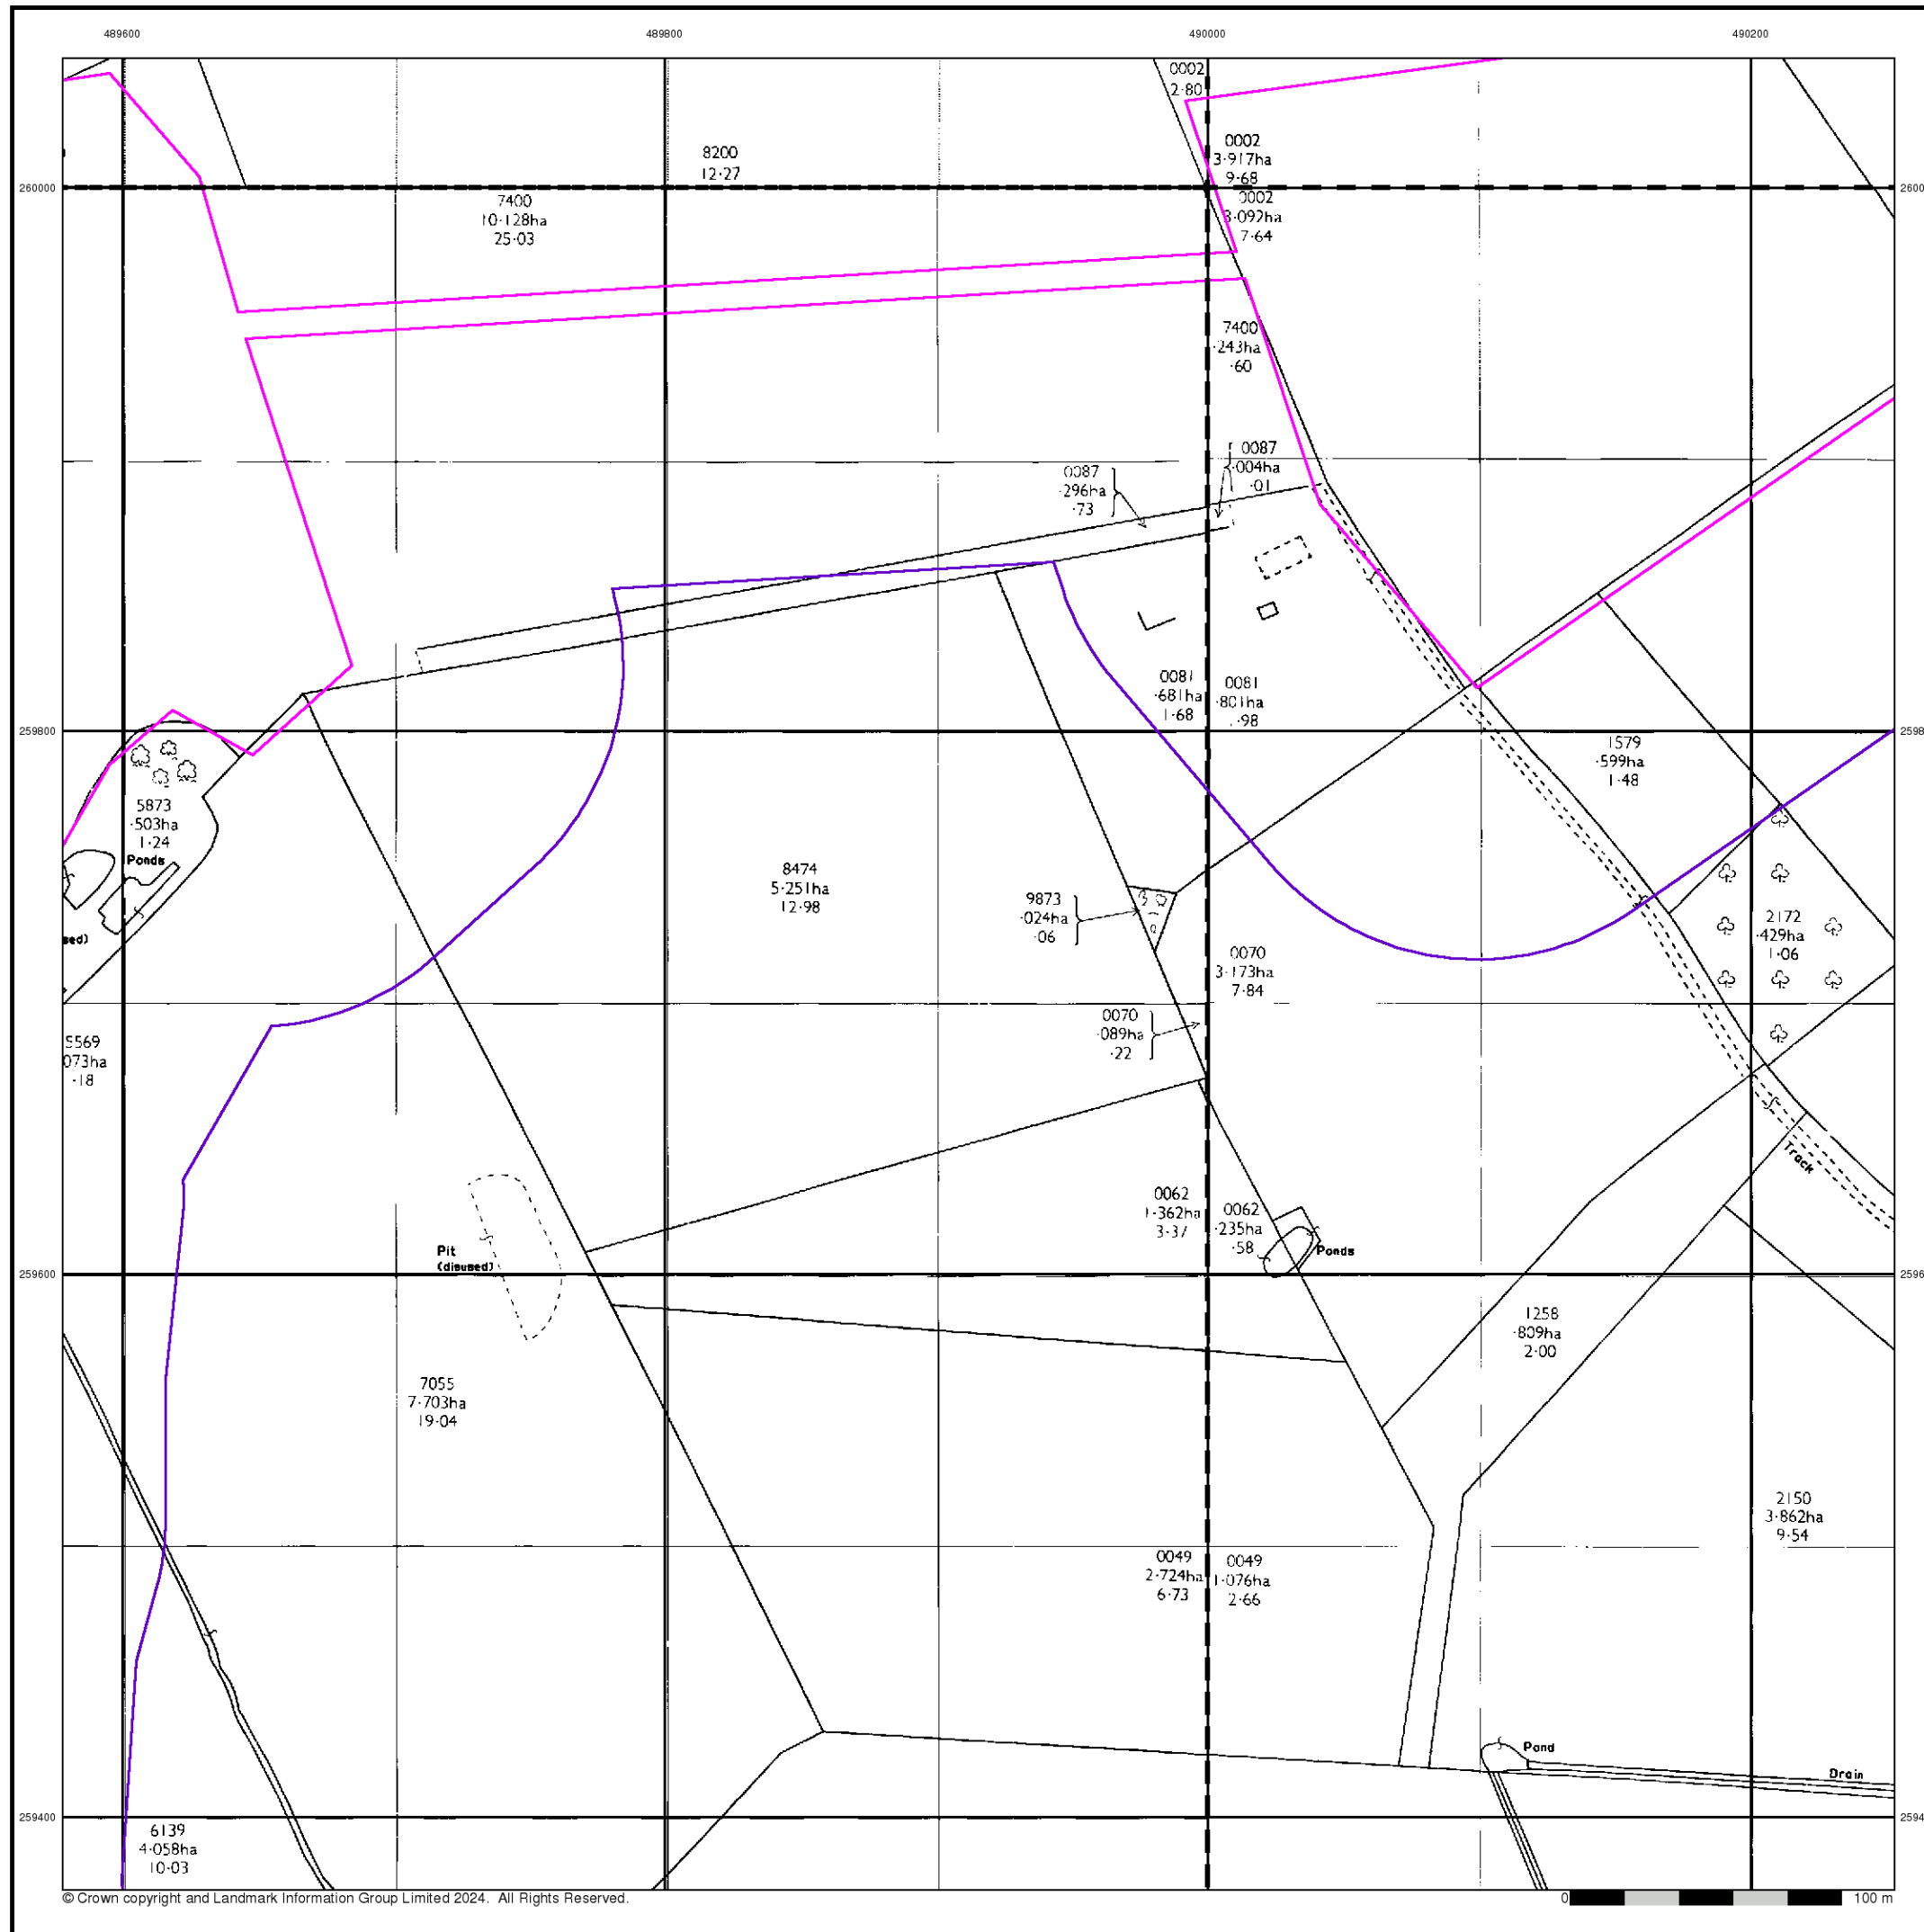 489600
489800
490000
490200
0002
2·80
8200
12·27
0002
3·917ha
9·68
260000
7400
10·128ha
25·03
0002
3·092ha
7·64
7400
·243ha
·60
0087
·296ha
·73
0087
·004ha
·01
0081
·681ha
1·68
0081
·801ha
1·98
259800
1579
·599ha
1·48
5873
·503ha
1·24
Ponds
8474
5·251ha
12·98
9873
·024ha
·06
2172
·429ha
1·06
0070
3·173ha
7·84
0070
·089ha
·22
5569
073ha
·18
Track
0062
1·362ha
3·37
0062
·235ha
·58
Ponds
Pit
(disused)
259600
1258
·809ha
2·00
7055
7·703ha
19·04
2150
3·862ha
9·54
0049
2·724ha
6·73
0049
1·076ha
2·66
Pond
Drain
259400
6139
4·058ha
10·03
© Crown copyright and Landmark Information Group Limited 2024. All Rights Reserved.
0
100 m